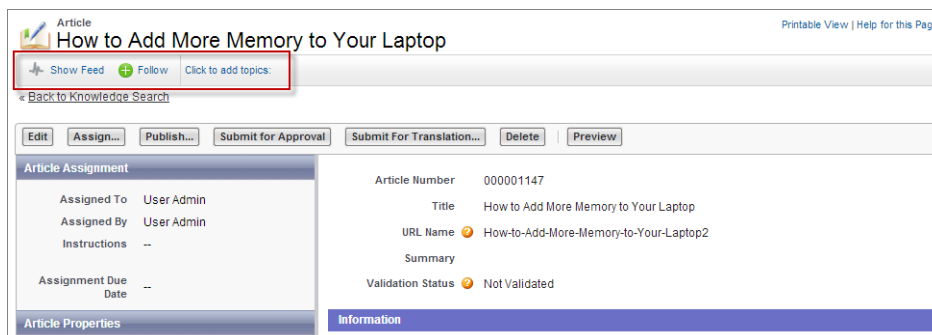 Article
Printable View | Help for this Pag
How to Add More Memory to Your Laptop
Show Feed Follow Click to add topics:
« Back to Knowledge Search
Edit Assign... Publish... Submit for Approval Submit For Translation... Delete Preview
Article Assignment
Assigned To User Admin
Assigned By User Admin
Instructions --
Assignment Due Date --
Article Properties
Article Number 000001147
Title How to Add More Memory to Your Laptop
URL Name How-to-Add-More-Memory-to-Your-Laptop2
Summary
Validation Status Not Validated
Information